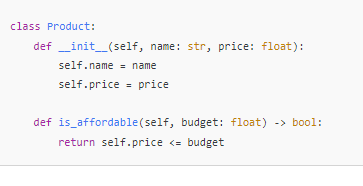 class Product:
    def __init__(self, name: str, price: float):
        self.name = name
        self.price = price

    def is_affordable(self, budget: float) -> bool:
        return self.price <= budget